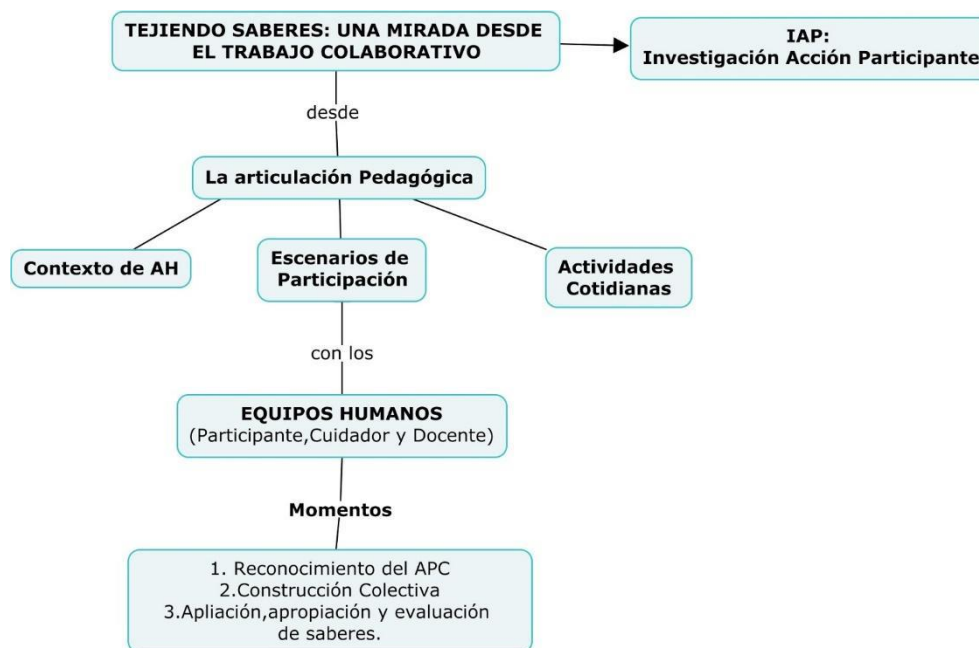 TEJIENDO SABERES: UNA MIRADA DESDE
EL TRABAJO COLABORATIVO
IAP:
Investigación Acción Participante
desde
La articulación Pedagógica
Contexto de AH
Escenarios de
Participación
Actividades
Cotidianas
con los
EQUIPOS HUMANOS
(Participante,Cuidador y Docente)
Momentos
1. Reconocimiento del APC
2.Construcción Colectiva
3.Apliación,apropiación y evaluación
de saberes.